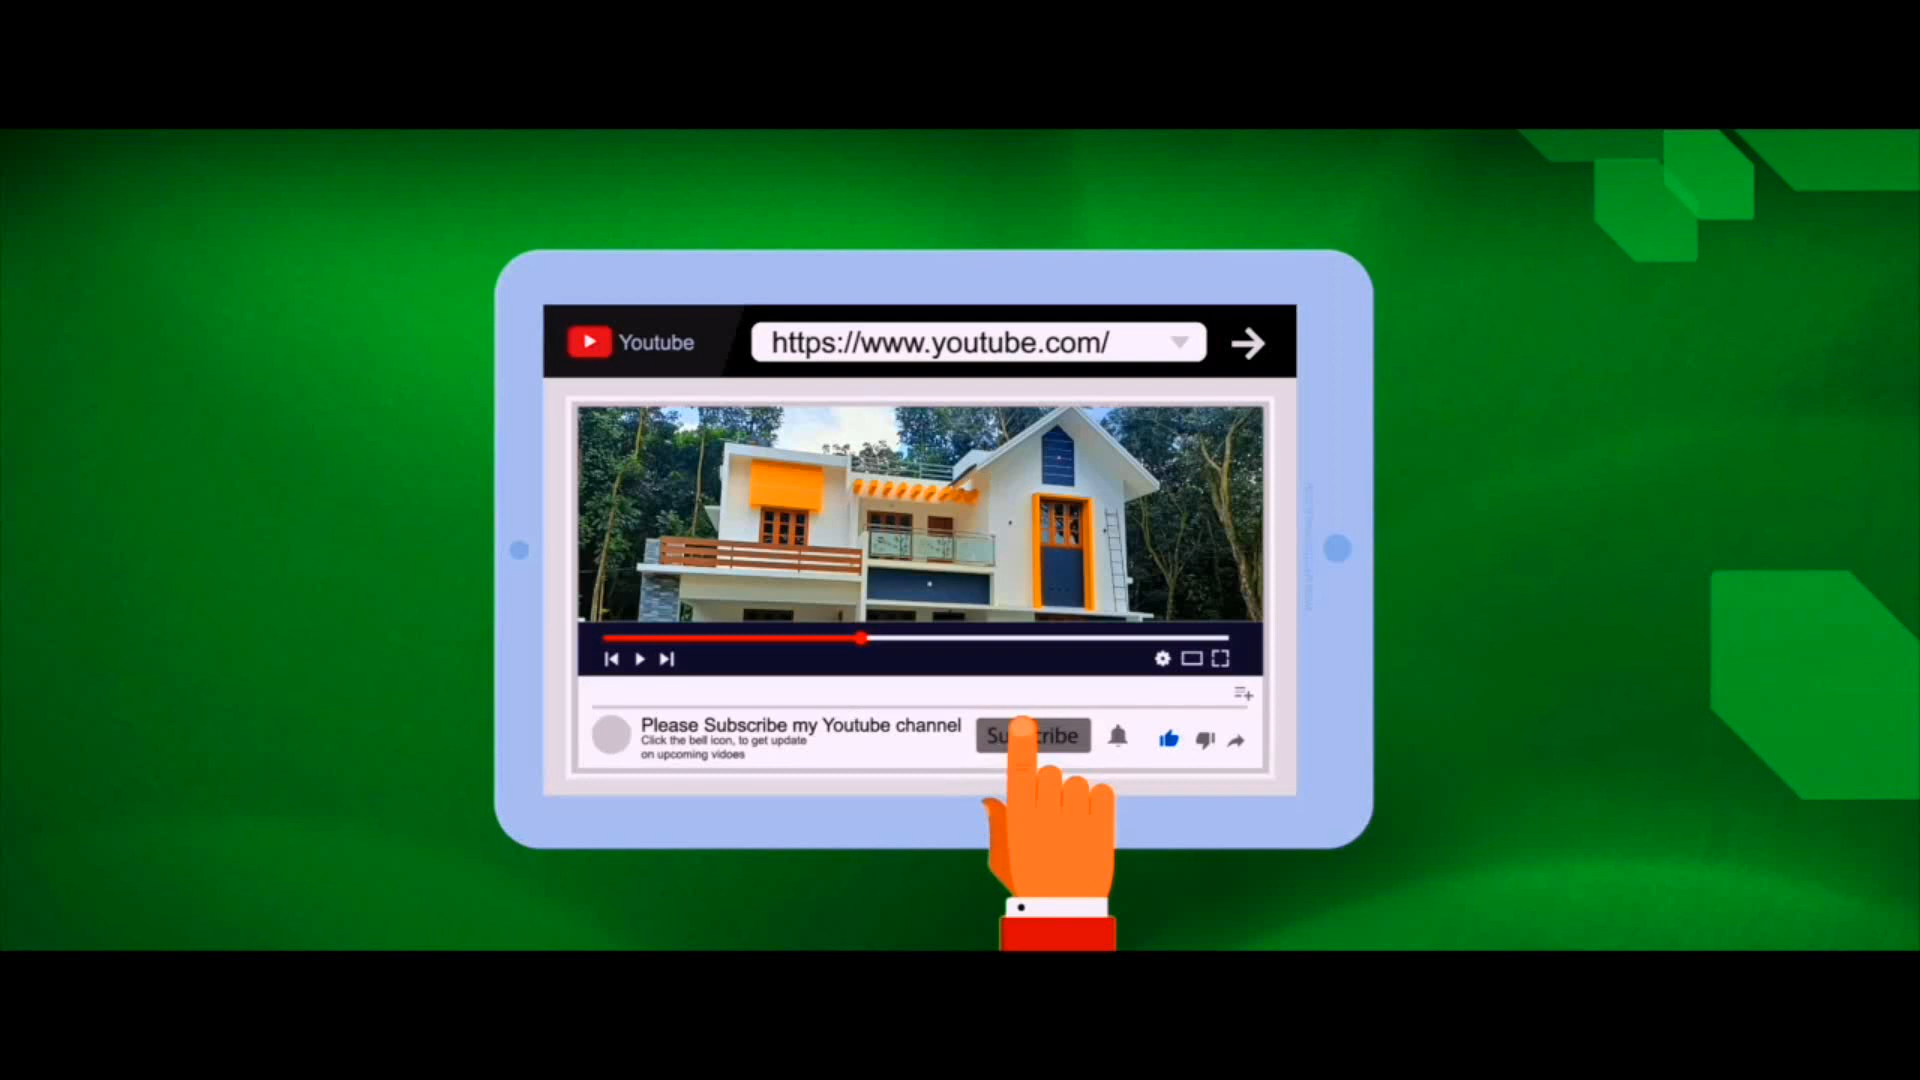 Youtube
https://www.youtube.com/
Please Subscribe my Youtube channel
Click the bell icon, to get update
on upcoming vidoes